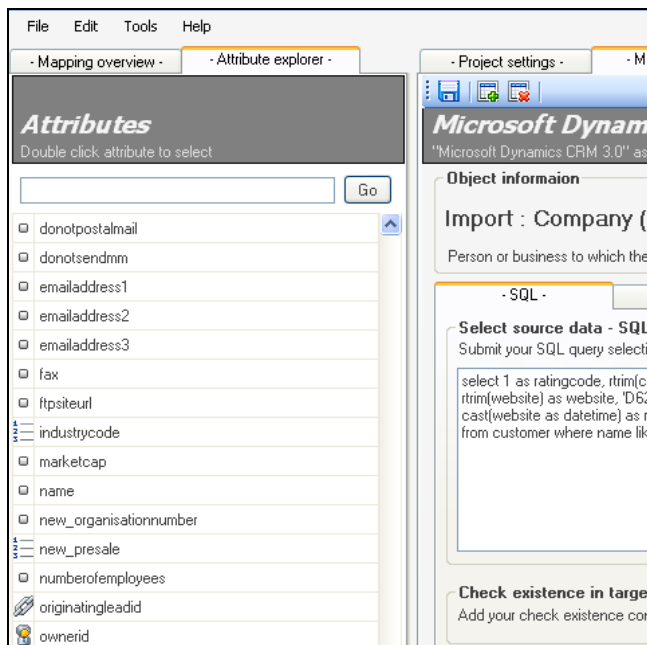 File Edit Tools Help
- Mapping overview -
- Attribute explorer -
Attributes
Double click attribute to select
Go
donotpostalmail
donotsendmm
emailaddress1
emailaddress2
emailaddress3
fax
ftpsiteurl
industrycode
marketcap
name
new_organisationnumber
new_presale
numberofemployees
originatingleadid
ownerid
- Project settings -
- M
Microsoft Dynam
"Microsoft Dynamics CRM 3.0" as
Object informaion
Import : Company (
Person or business to which the
- SQL -
Select source data - SQL
Submit your SQL query selecti
select 1 as ratingcode, rtrim(c
rtrim(website) as website, 'D62
cast(website as datetime) as r
from customer where name lik
Check existence in targe
Add your check existence cor